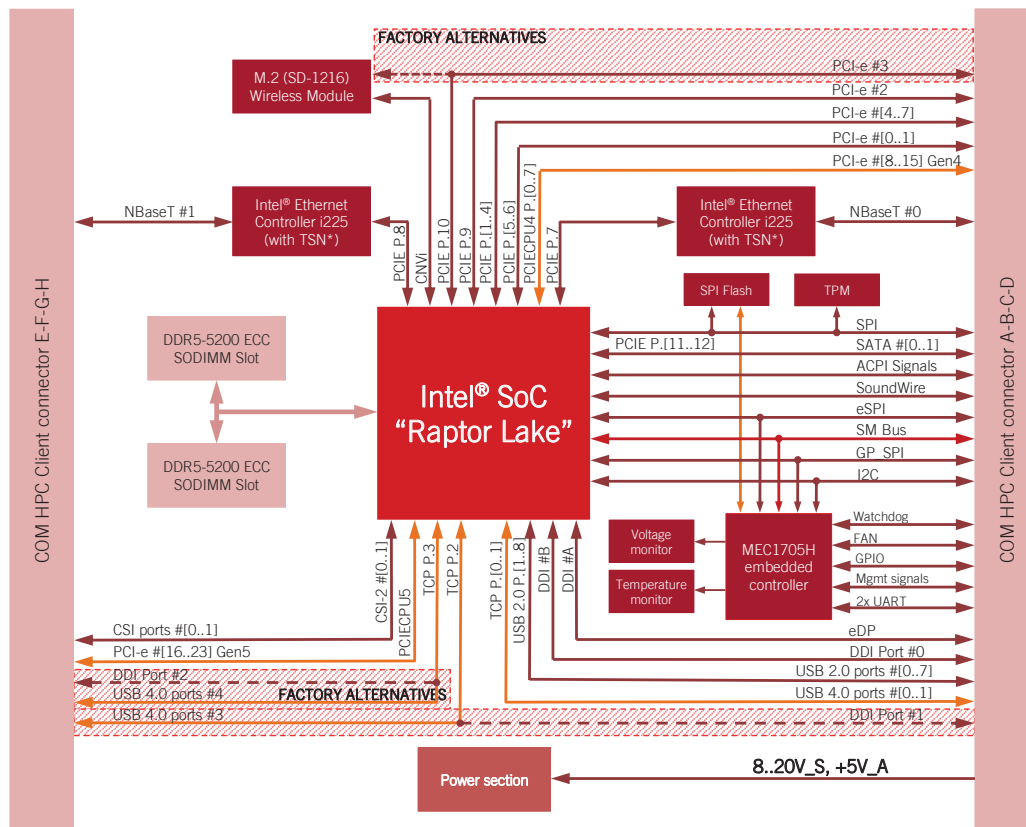 FACTORY ALTERNATIVES
M.2 (SD-1216)
Wireless Module
PCI-e #3
PCI-e #2
PCI-e #[4..7]
PCI-e #[0..1]
PCI-e #[8..15] Gen4
NBaseT #1
Intel® Ethernet
Controller i225
(with TSN*)
PCIE P.8
CNVi
PCIE P.10
PCIE P.9
PCIE P.[1..4]
PCIE P.[5..6]
PCIECPU4 P.[0..7]
PCIE P.7
Intel® Ethernet
Controller i225
(with TSN*)
NBaseT #0
COM HPC Client connector E-F-G-H
COM HPC Client connector A-B-C-D
SPI Flash
TPM
DDR5-5200 ECC
SODIMM Slot
DDR5-5200 ECC
SODIMM Slot
Intel® SoC
“Raptor Lake”
SPI
PCIE P.[11..12]
SATA #[0..1]
ACPI Signals
SoundWire
eSPI
SM Bus
GP_SPI
I2C
Voltage
monitor
Temperature
monitor
MEC1705H
embedded
controller
Watchdog
FAN
GPIO
Mgmt signals
2x UART
CSI-2 #[0..1]
PCIECPU5
TCP P.3
TCP P.2
TCP P.[0..1]
USB 2.0 P.[1..8]
DDI #B
DDI #A
CSI ports #[0..1]
PCI-e #[16..23] Gen5
DDI Port #2
USB 4.0 ports #4
FACTORY ALTERNATIVES
USB 4.0 ports #3
eDP
DDI Port #0
USB 2.0 ports #[0..7]
USB 4.0 ports #[0..1]
DDI Port #1
Power section
8..20V_S, +5V_A